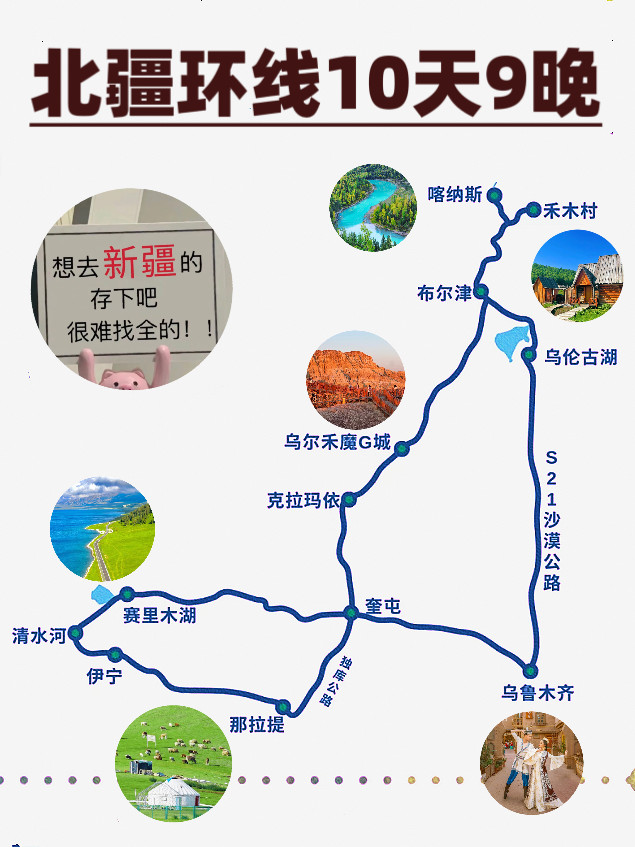 北疆环线10天9晚
想去新疆的
存下吧
很难找全的！！
喀纳斯
禾木村
布尔津
乌伦古湖
乌尔禾魔G城
克拉玛依
S21沙漠公路
赛里木湖
奎屯
清水河
伊宁
独库公路
那拉提
乌鲁木齐